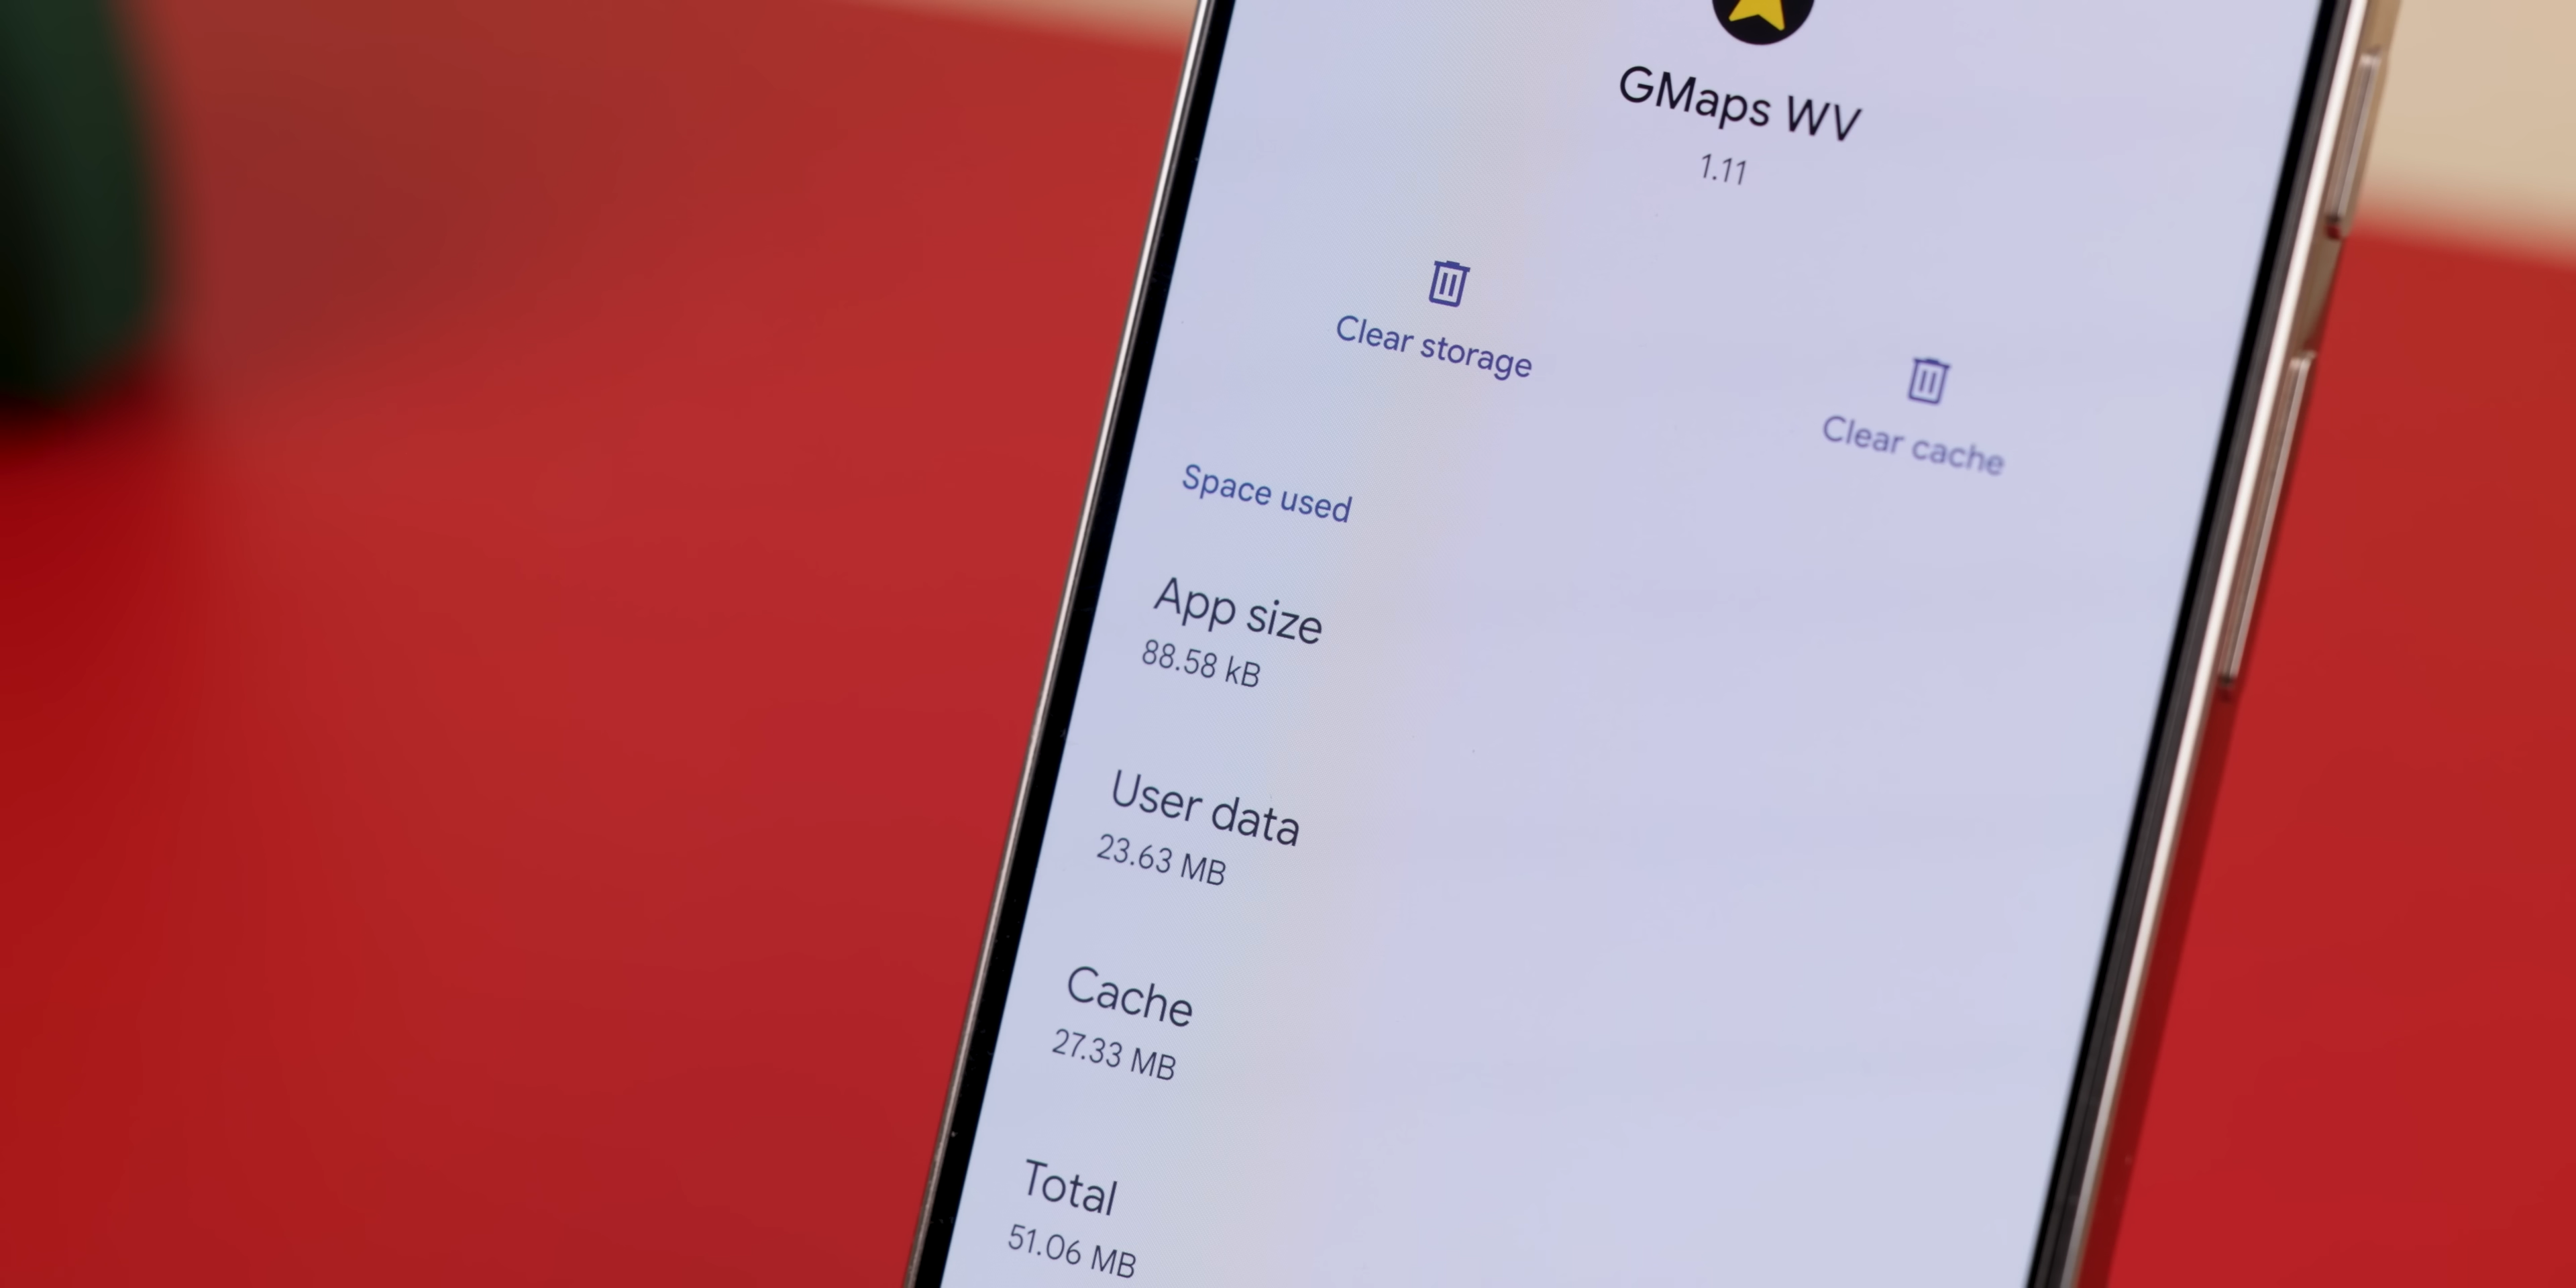 GMaps WV
1.11
Clear storage
Clear cache
Space used
App size
88.58 kB
User data
23.63 MB
Cache
27.33 MB
Total
51.06 MB